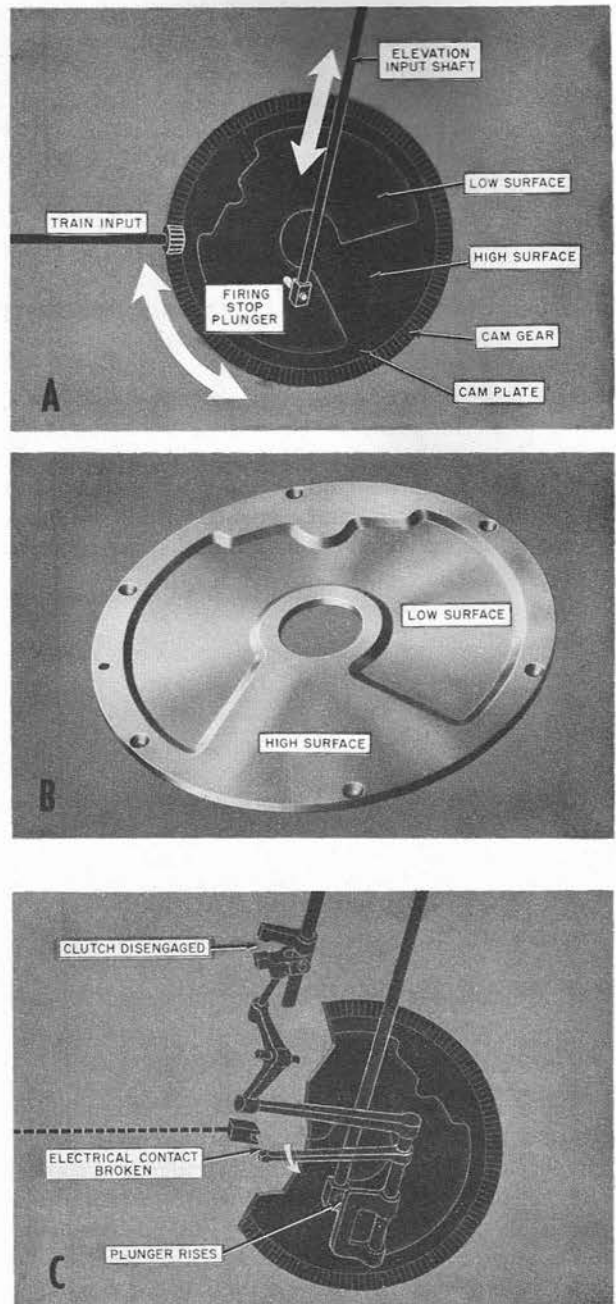 ELEVATION
INPUT SHAFT
LOW SURFACE
TRAIN INPUT
HIGH SURFACE
FIRING
STOP
PLUNGER
CAM GEAR
CAM PLATE
A
LOW SURFACE
HIGH SURFACE
B
CLUTCH DISENGAGED
ELECTRICAL CONTACT
BROKEN
PLUNGER RISES
C